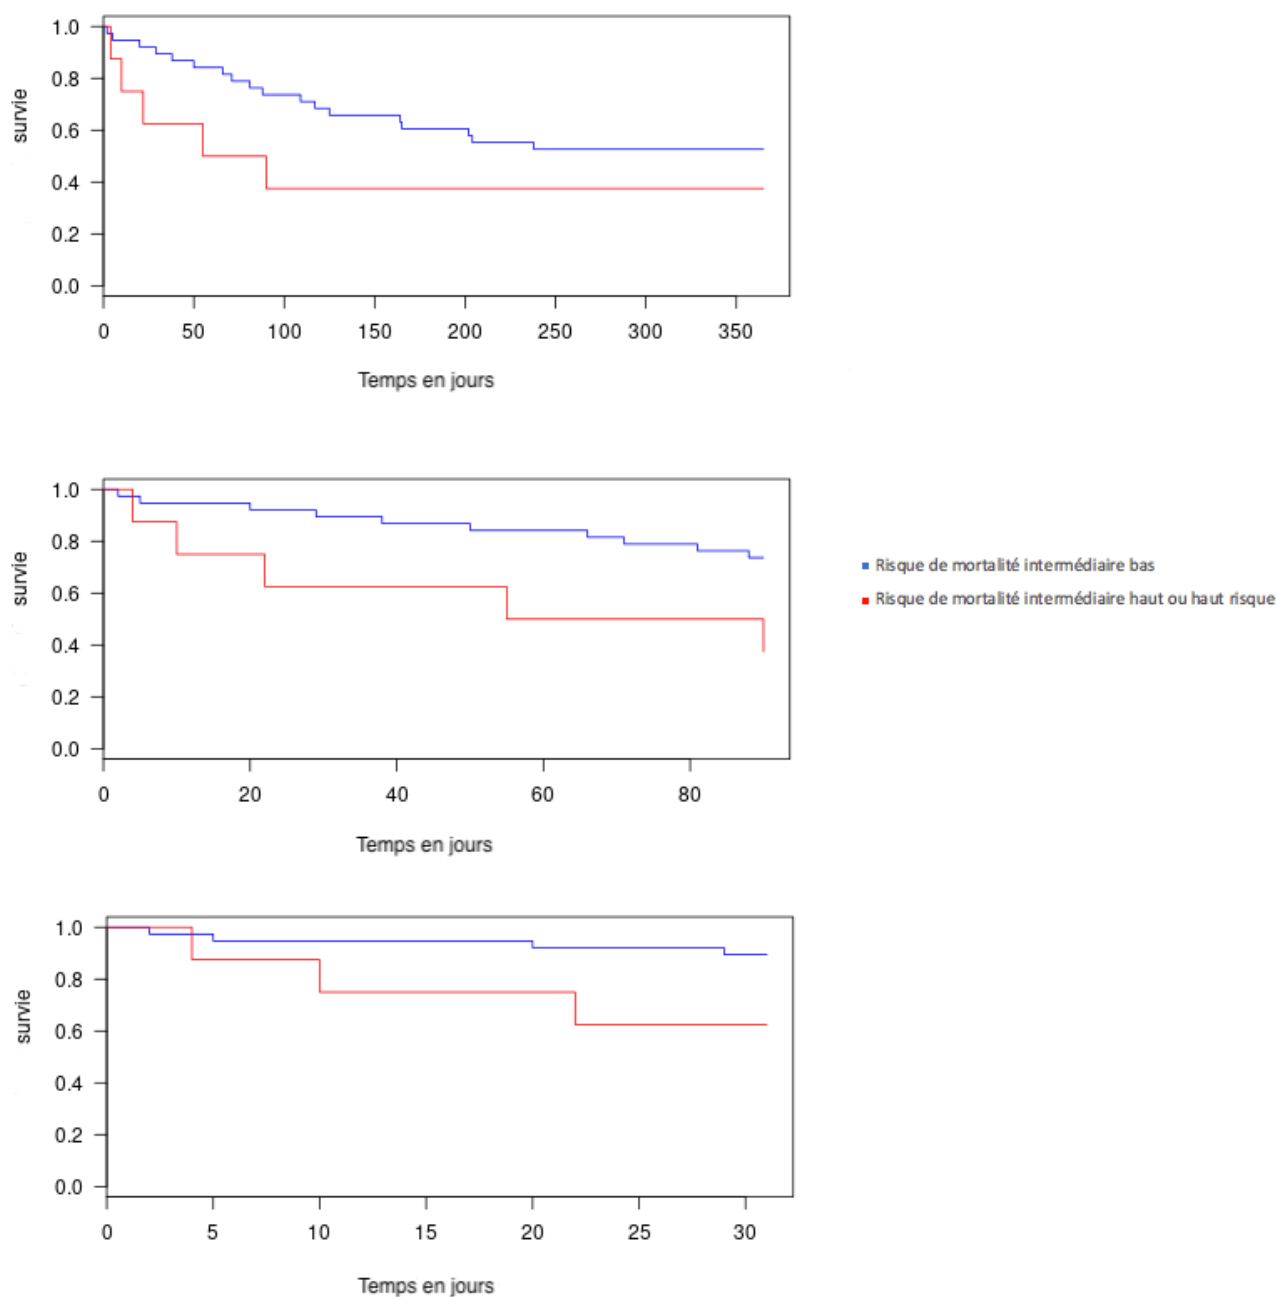 1.0
0.8
0.6
0.4
0.2
0.0
survie
0 50 100 150 200 250 300 350
Temps en jours
1.0
0.8
0.6
0.4
0.2
0.0
survie
0 20 40 60 80
Temps en jours
Risque de mortalité intermédiaire bas
Risque de mortalité intermédiaire haut ou haut risque
1.0
0.8
0.6
0.4
0.2
0.0
survie
0 5 10 15 20 25 30
Temps en jours